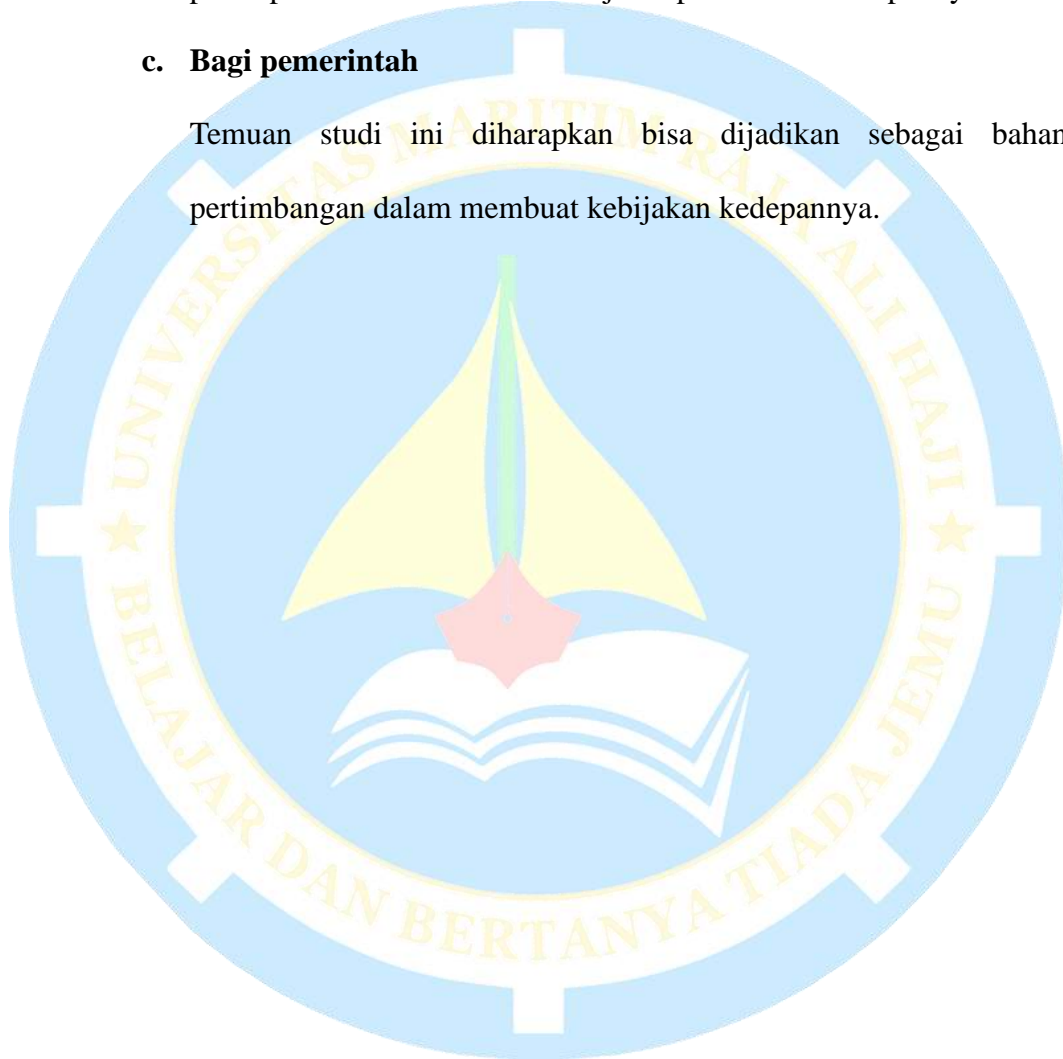 c. Bagi pemerintah
Temuan studi ini diharapkan bisa dijadikan sebagai bahan
pertimbangan dalam membuat kebijakan kedepannya.
UNIVERSITAS MARITIM RAJA ALI HAJI
BELAJAR DAN BERTANYA TIADA JEMU